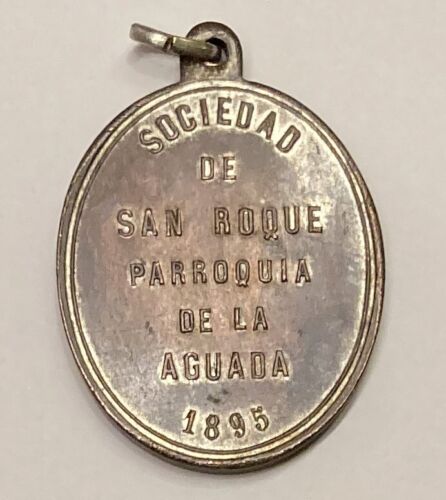 SOCIEDAD
DE
SAN ROQUE
PARROQUIA
DE LA
AGUADA
1895